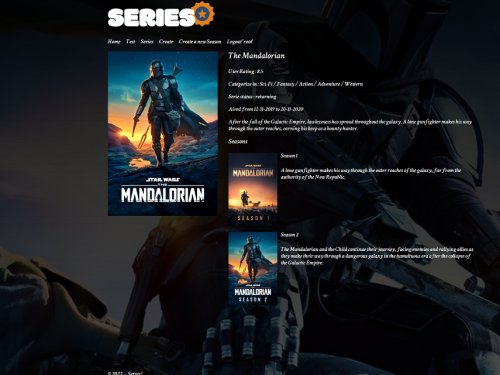 SERIES
Home Test Series Create Create a new Season Logout 'root'
The Mandalorian
User Rating : 8.5
Categorize in : Sci-Fi / Fantasy / Action / Adventure / Western
Serie status : returning
Aired from 12-11-2019 to 20-11-2020
After the fall of the Galactic Empire, lawlessness has spread throughout the galaxy. A lone gunfighter makes his way
through the outer reaches, earning his keep as a bounty hunter.
Seasons
STAR WARS
THE
MANDALORIAN
MANDALORIAN
SEASON 1
Season 1
A lone gunfighter makes his way through the outer reaches of the galaxy, far from the
authority of the New Republic.
MANDALORIAN
SEASON 2
Season 2
The Mandalorian and the Child continue their journey, facing enemies and rallying allies as
they make their way through a dangerous galaxy in the tumultuous era after the collapse of
the Galactic Empire.
© 2022 - Series!